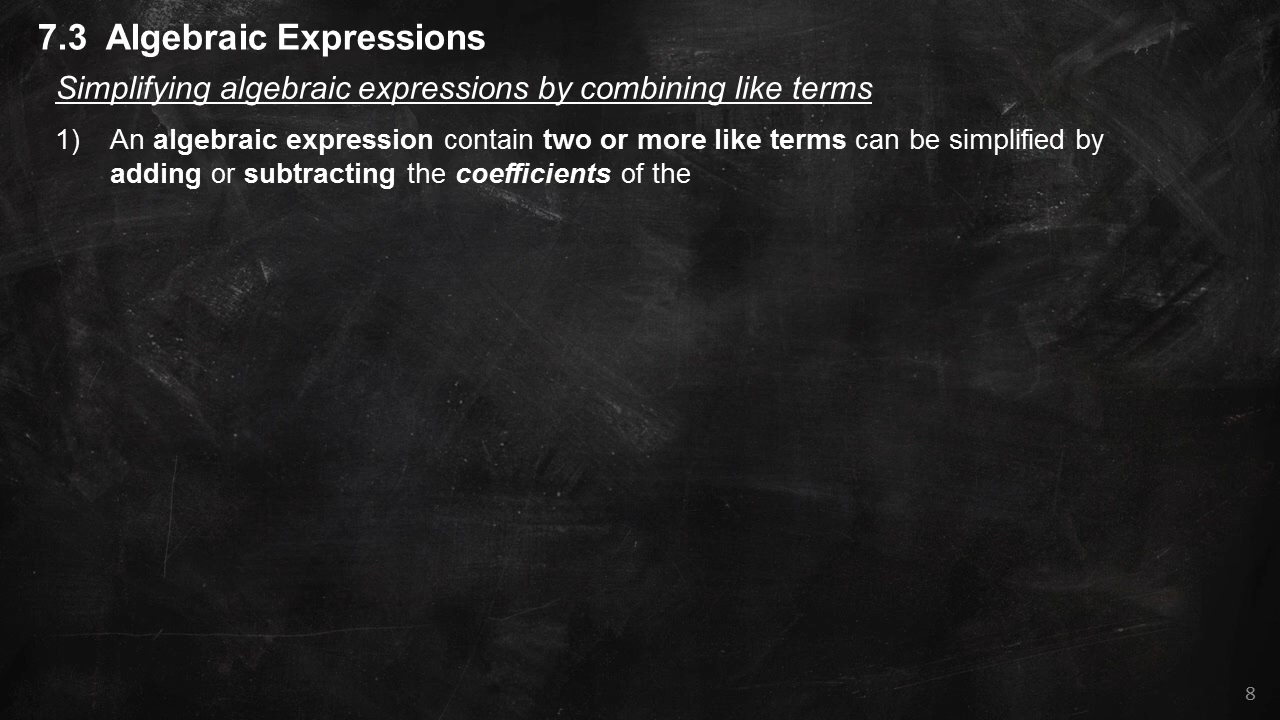 7.3 Algebraic Expressions
Simplifying algebraic expressions by combining like terms
1) An algebraic expression contain two or more like terms can be simplified by
adding or subtracting the coefficients of the
8